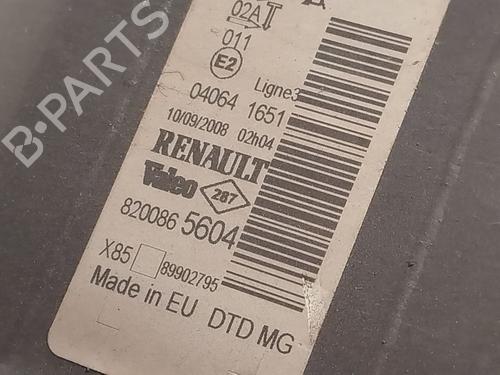 A
02A
011
E2
Ligne3
04064 1651
10/09/2008 02h04
RENAULT
Valeo 287
820086 5604
X85 89902795
Made in EU DTD MG
B-PARTS